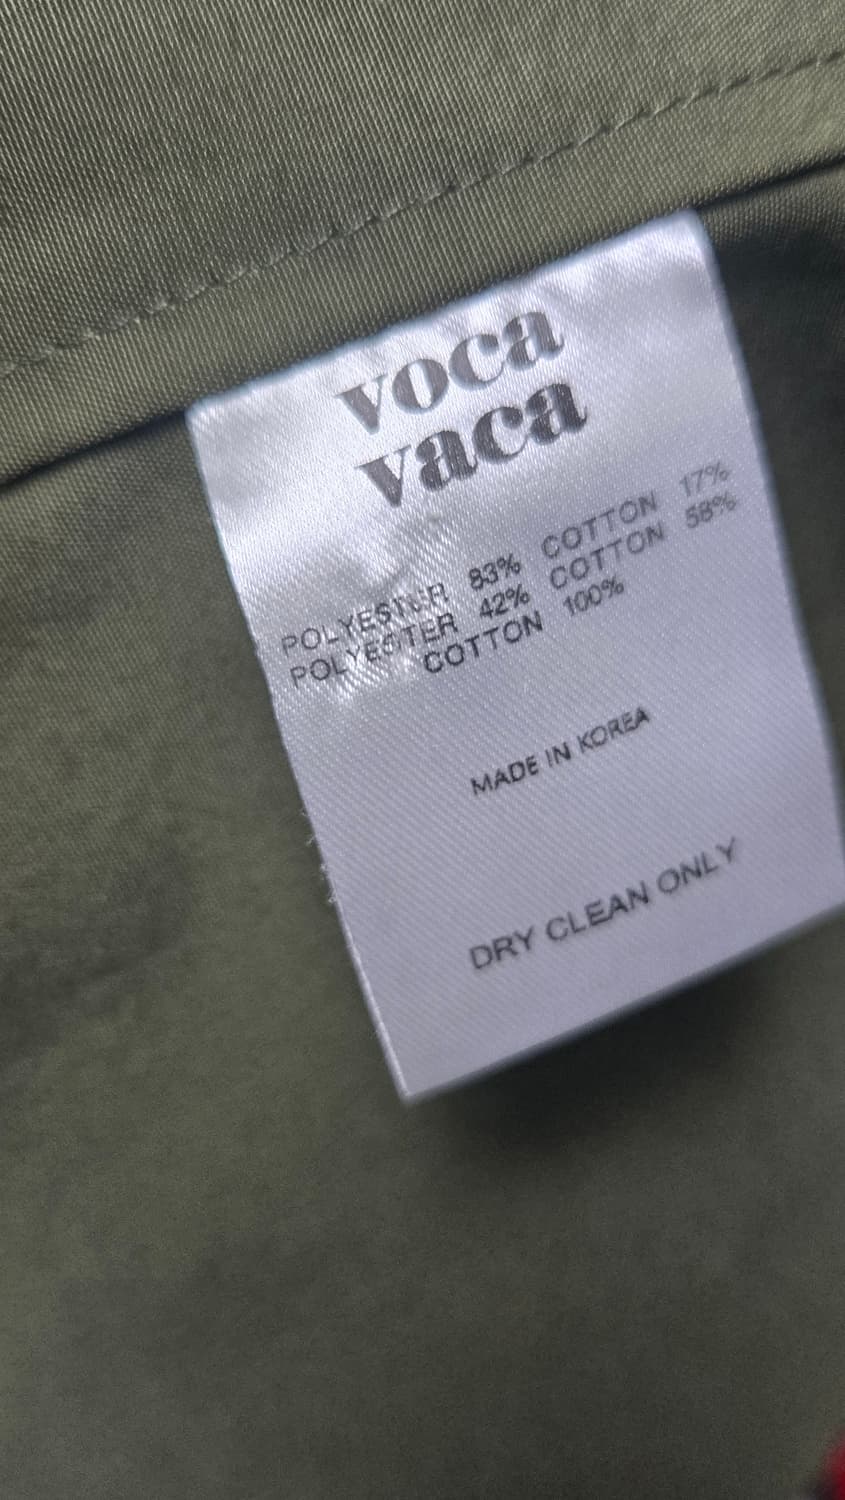 voca
vaca
POLYESTER 83% COTTON 17%
POLYESTER 42% COTTON 58%
COTTON 100%
MADE IN KOREA
DRY CLEAN ONLY